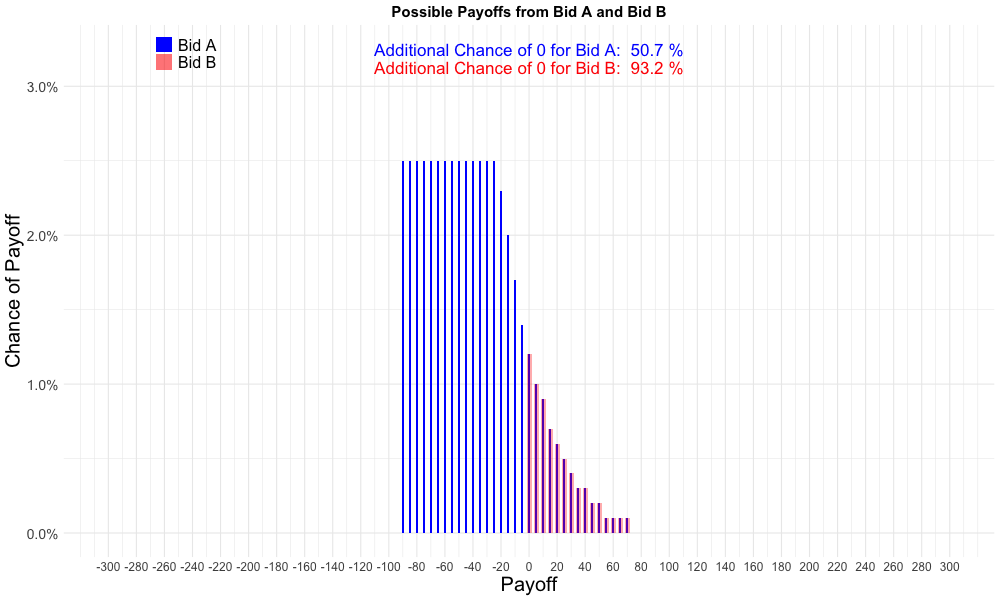 Possible Payoffs from Bid A and Bid B
Bid A
Bid B
Additional Chance of 0 for Bid A: 50.7 %
Additional Chance of 0 for Bid B: 93.2 %
Chance of Payoff
3.0%
2.0%
1.0%
0.0%
-300 -280 -260 -240 -220 -200 -180 -160 -140 -120 -100 -80 -60 -40 -20 0 20 40 60 80 100 120 140 160 180 200 220 240 260 280 300
Payoff